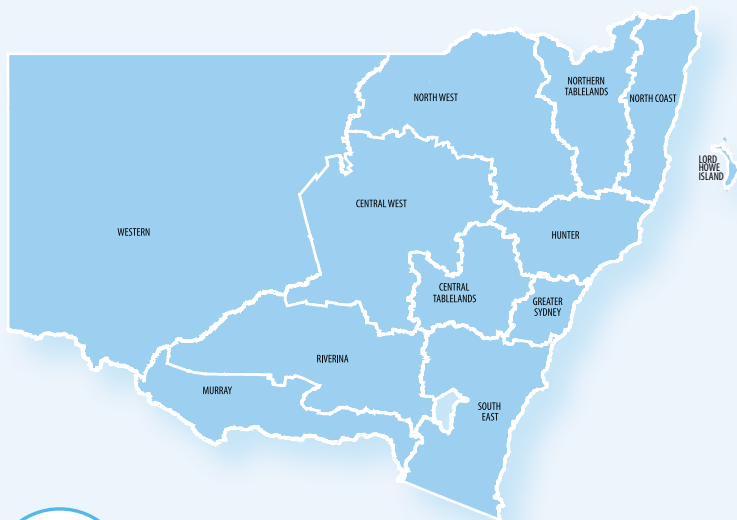 NORTHERN
TABLELANDS
NORTH WEST
NORTH COAST
LORD
HOWE
ISLAND
CENTRAL WEST
WESTERN
HUNTER
CENTRAL
TABLELANDS
GREATER
SYDNEY
RIVERINA
MURRAY
SOUTH
EAST